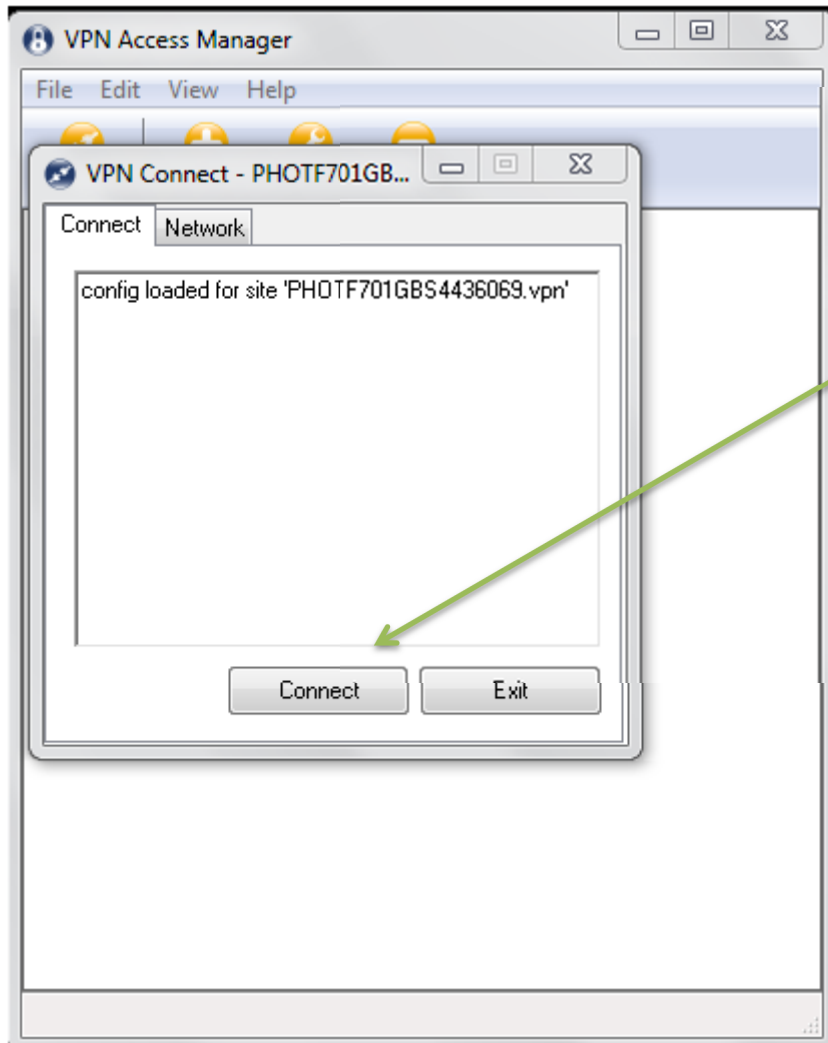 VPN Access Manager
File Edit View Help
VPN Connect - PHOTF701GB...
Connect Network
config loaded for site 'PHOTF701GBS4436069.vpn'
Connect Exit